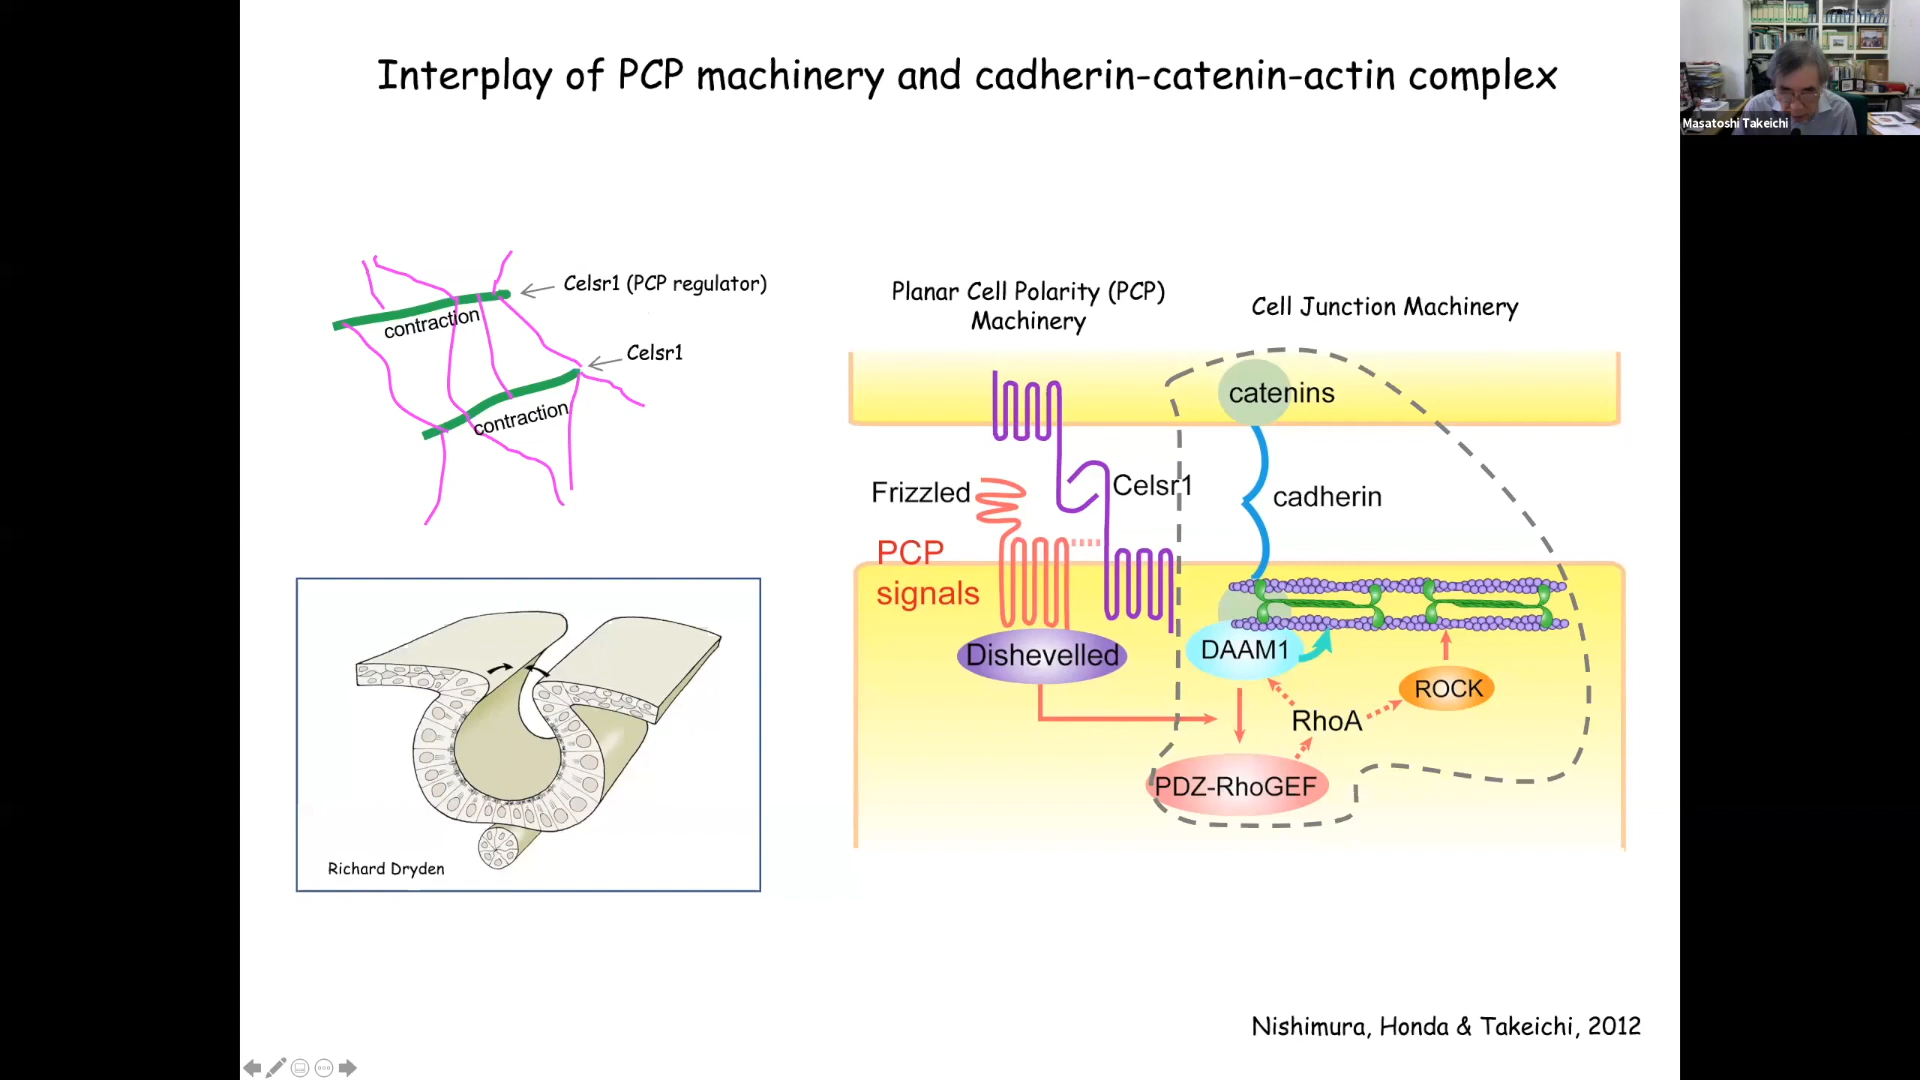 Interplay of PCP machinery and cadherin-catenin-actin complex
Masatoshi Takeichi
Celsr1 (PCP regulator)
contraction
Celsr1
contraction
Richard Dryden
Planar Cell Polarity (PCP)
Machinery
Cell Junction Machinery
catenins
Frizzled
Celsr1
cadherin
PCP
signals
Dishevelled
DAAM1
ROCK
RhoA
PDZ-RhoGEF
Nishimura, Honda & Takeichi, 2012